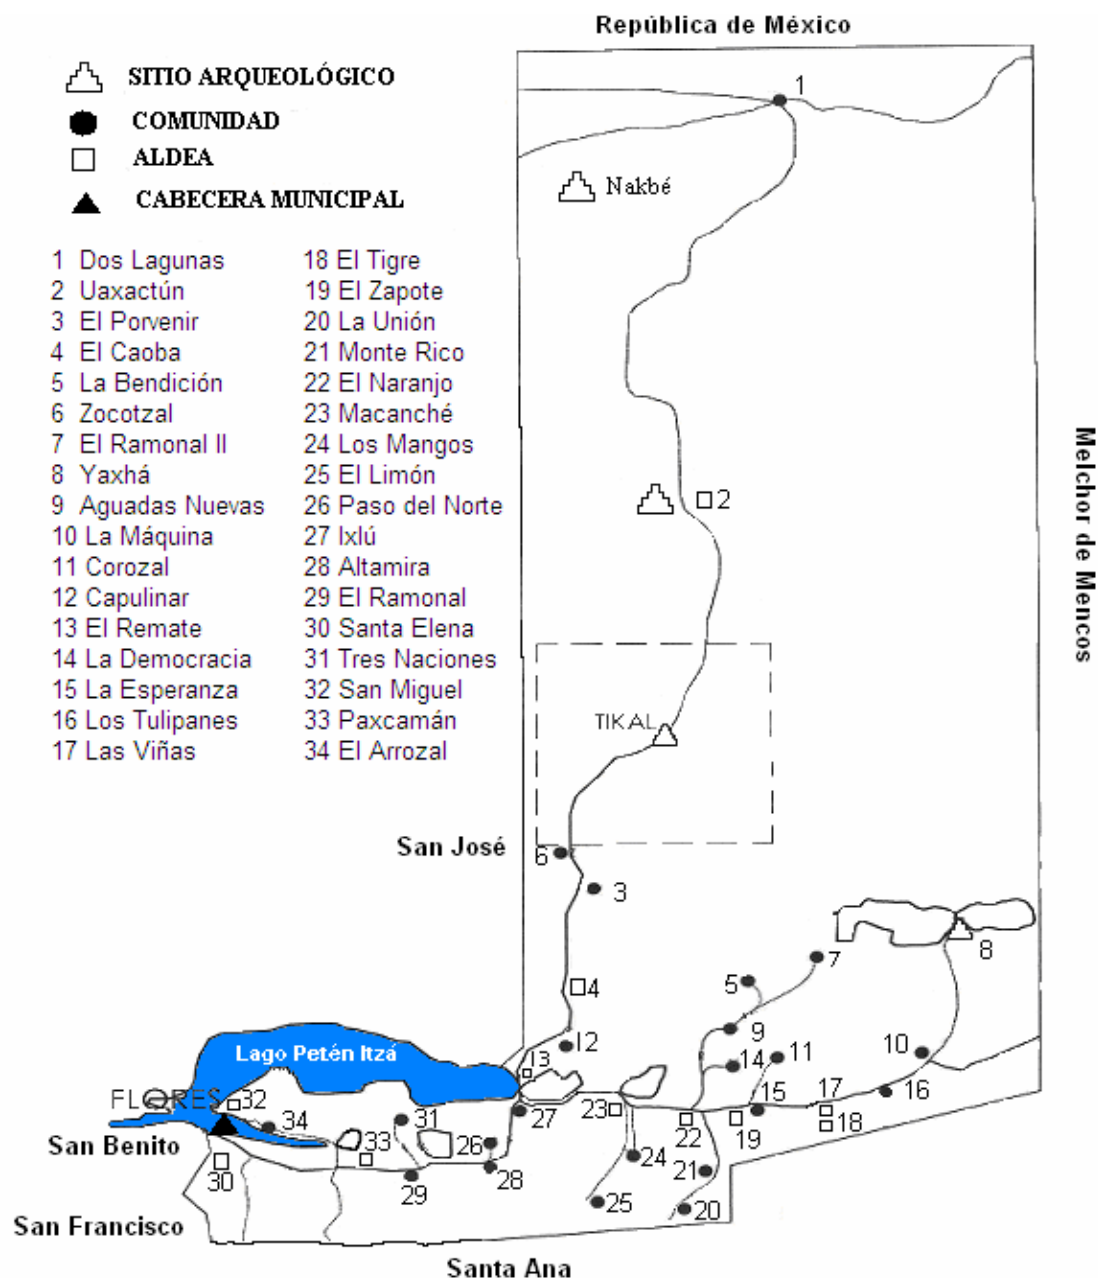 República de México
SITIO ARQUEOLÓGICO
COMUNIDAD
ALDEA
CABECERA MUNICIPAL
1 Dos Lagunas
2 Uaxactún
3 El Porvenir
4 El Caoba
5 La Bendición
6 Zocotzal
7 El Ramonal II
8 Yaxhá
9 Aguadas Nuevas
10 La Máquina
11 Corozal
12 Capulinar
13 El Remate
14 La Democracia
15 La Esperanza
16 Los Tulipanes
17 Las Viñas
18 El Tigre
19 El Zapote
20 La Unión
21 Monte Rico
22 El Naranjo
23 Macanché
24 Los Mangos
25 El Limón
26 Paso del Norte
27 Ixlú
28 Altamira
29 El Ramonal
30 Santa Elena
31 Tres Naciones
32 San Miguel
33 Paxcamán
34 El Arrozal
1
Nakbé
2
Melchor de Mencos
TIKAL
San José
6
3
8
7
5
4
9
12
11
10
14
13
Lago Petén Itzá
FLORES
32
34
31
27
23
22
19
15
17
18
16
San Benito
33
26
24
21
30
29
28
25
20
San Francisco
Santa Ana